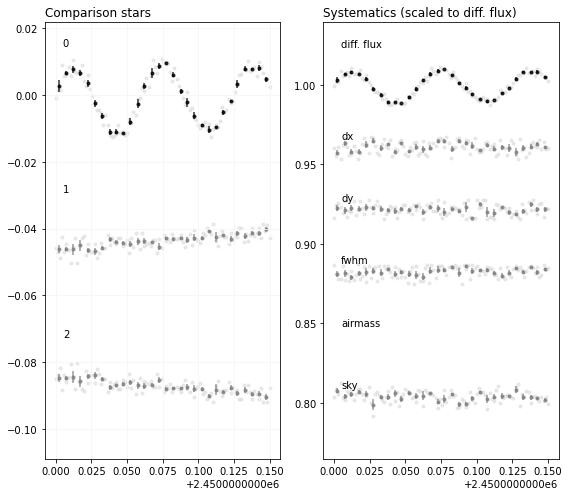 Comparison stars
0.02
0
0.00
−0.02
1
−0.04
−0.06
2
−0.08
−0.10
0.000 0.025 0.050 0.075 0.100 0.125 0.150
+2.4500000000e6
Systematics (scaled to diff. flux)
diff. flux
1.00
dx
0.95
dy
0.90
fwhm
0.85
airmass
sky
0.80
0.000 0.025 0.050 0.075 0.100 0.125 0.150
+2.4500000000e6